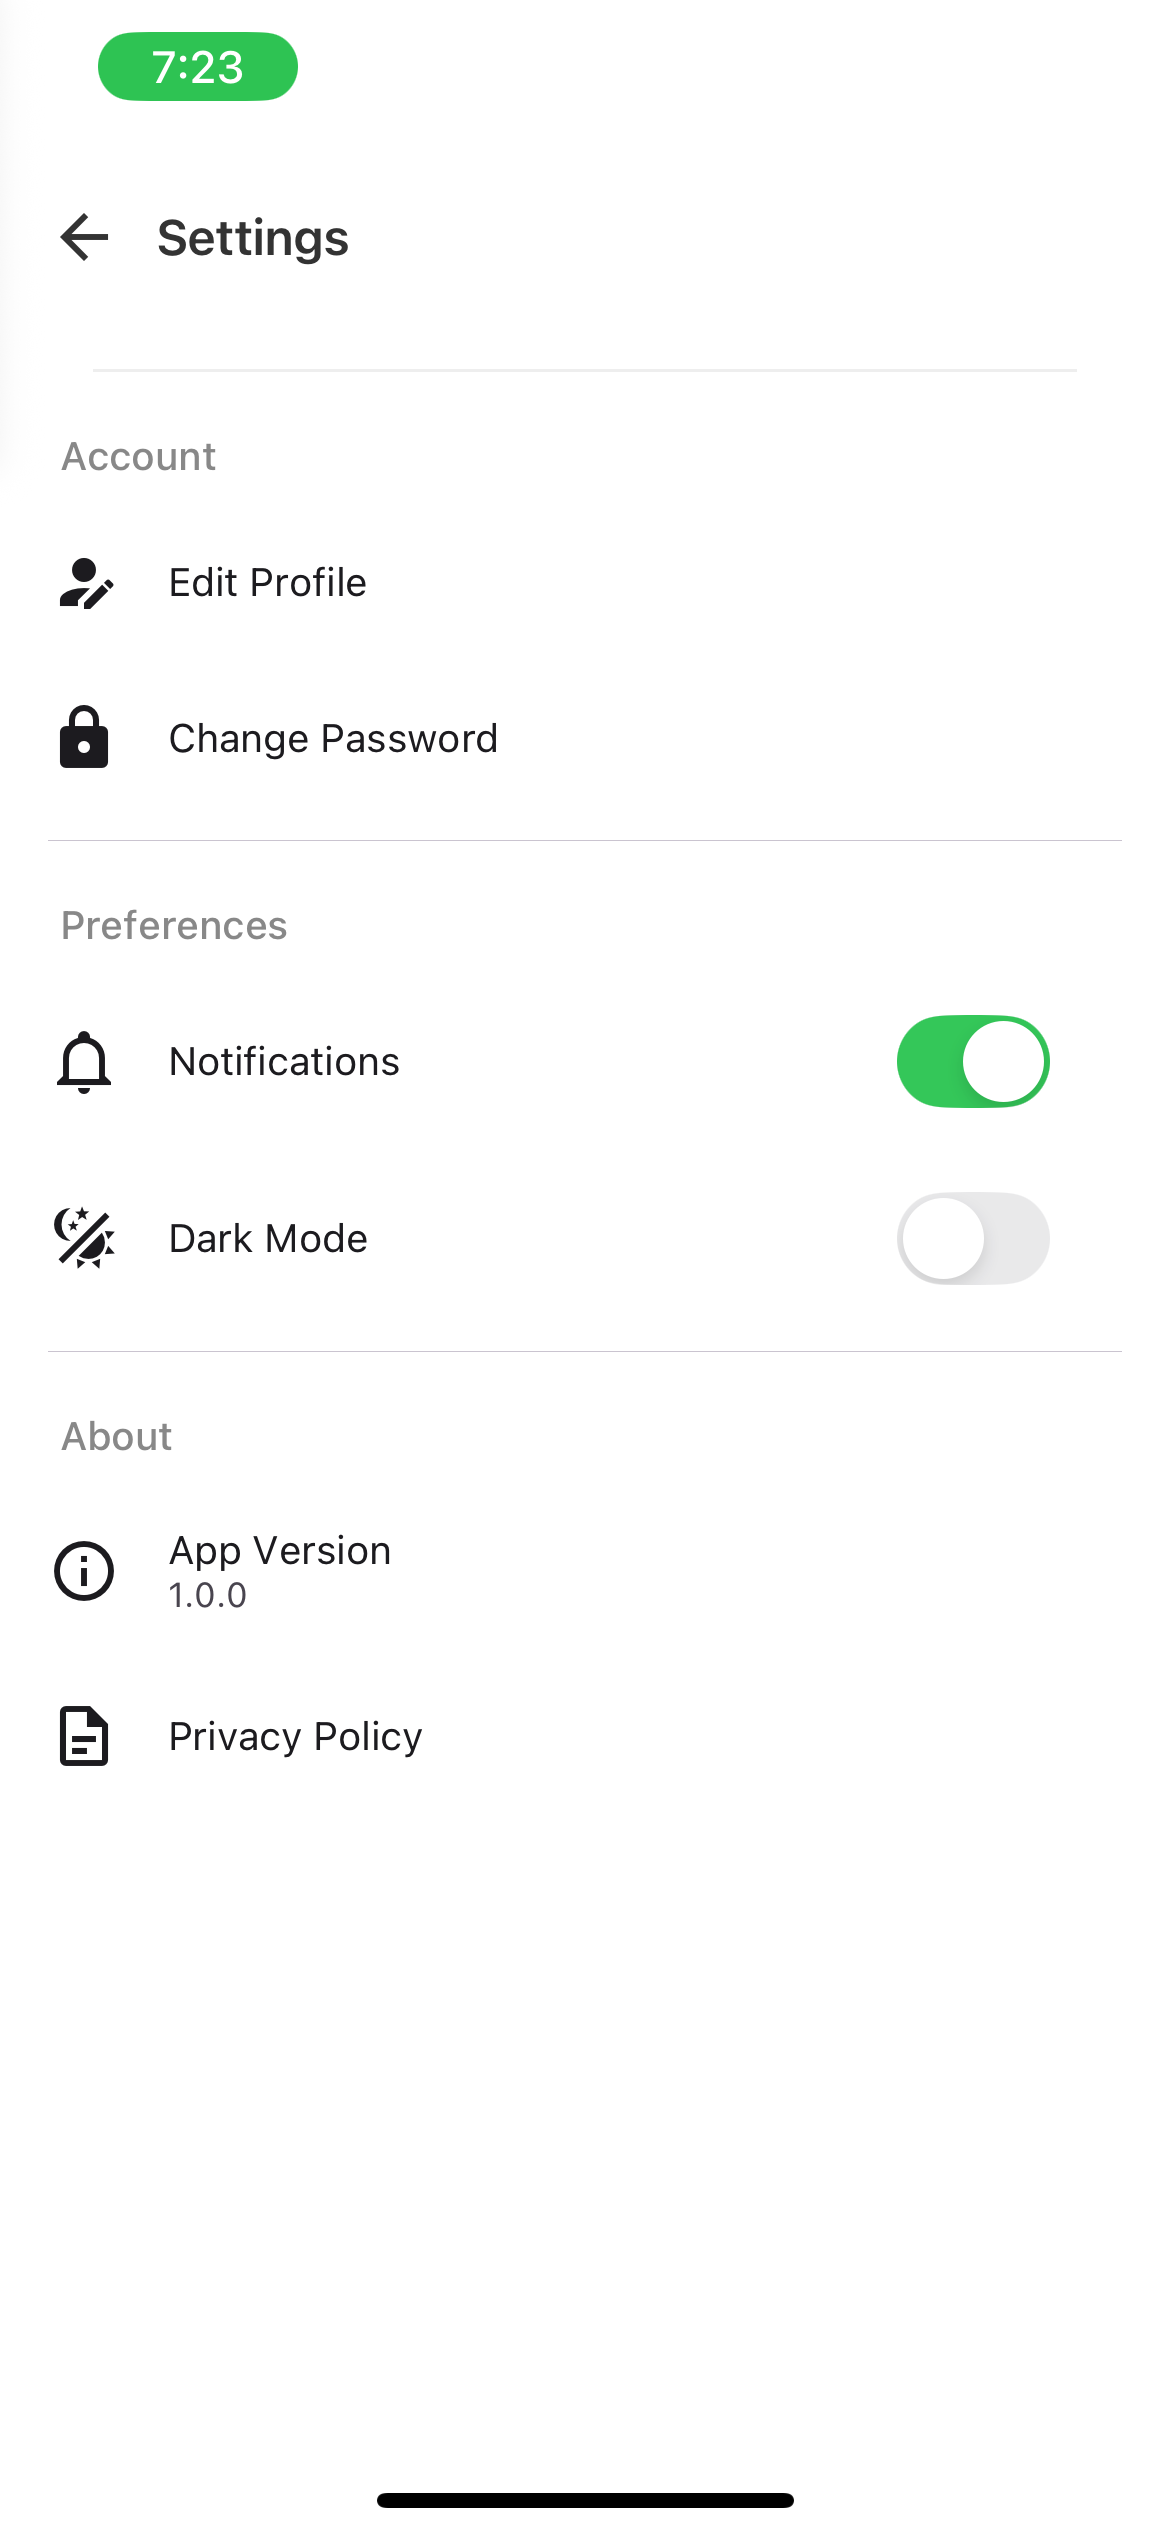 7:23
Settings
Account
Edit Profile
Change Password
Preferences
Notifications
Dark Mode
About
App Version
1.0.0
Privacy Policy